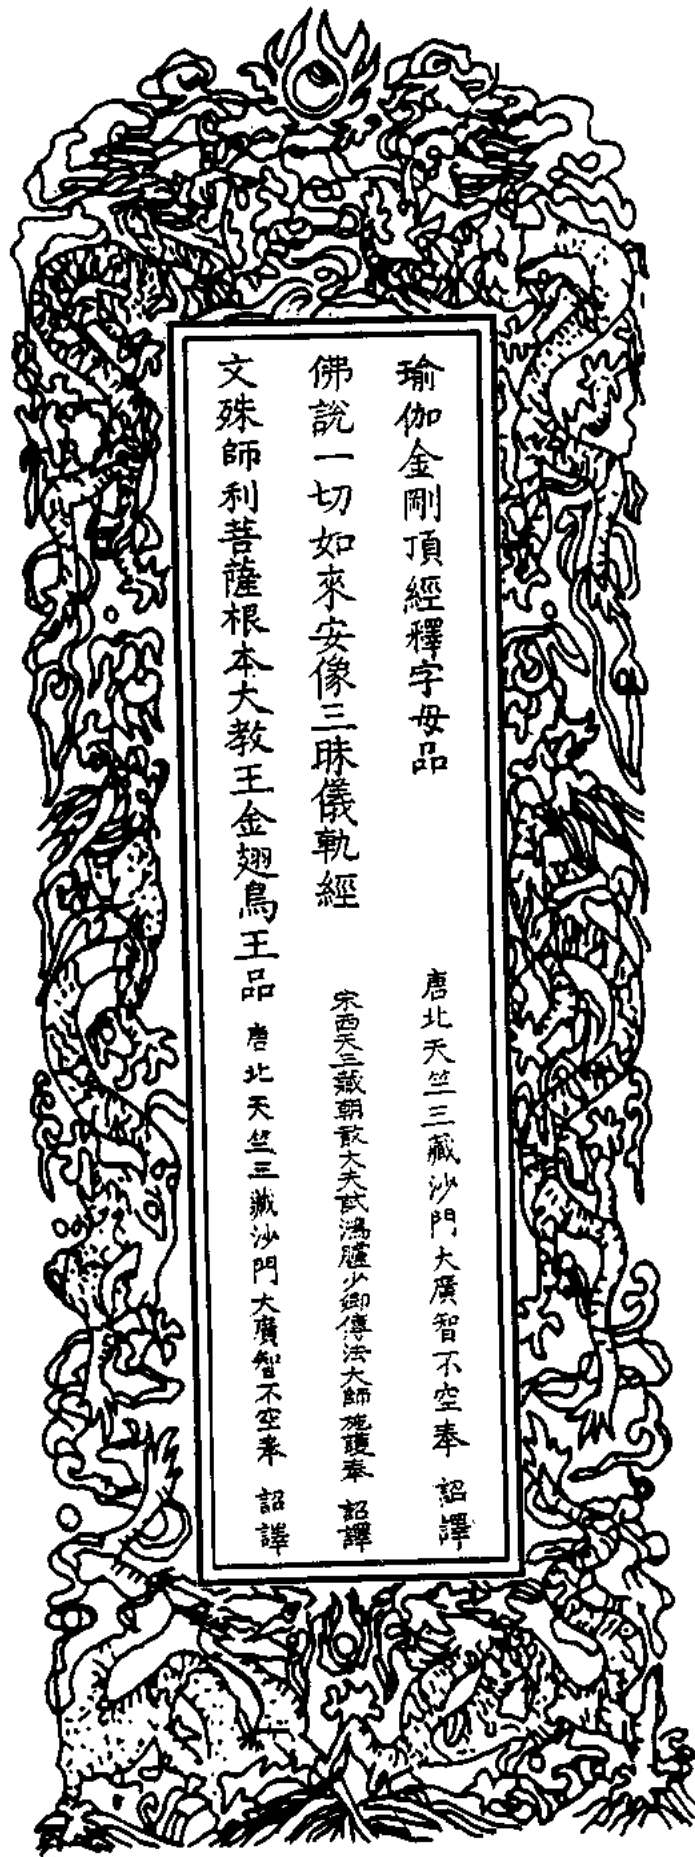 瑜伽金剛頂經釋字母品 唐北天竺三藏沙門大廣智不空奉 詔譯
佛說一切如來安像三昧儀軌經 宋西天三藏朝散大夫試鴻臚少卿傳法大師施護奉 詔譯
文殊師利菩薩根本大教王金翅鳥王品 唐北天竺三藏沙門大廣智不空奉 詔譯